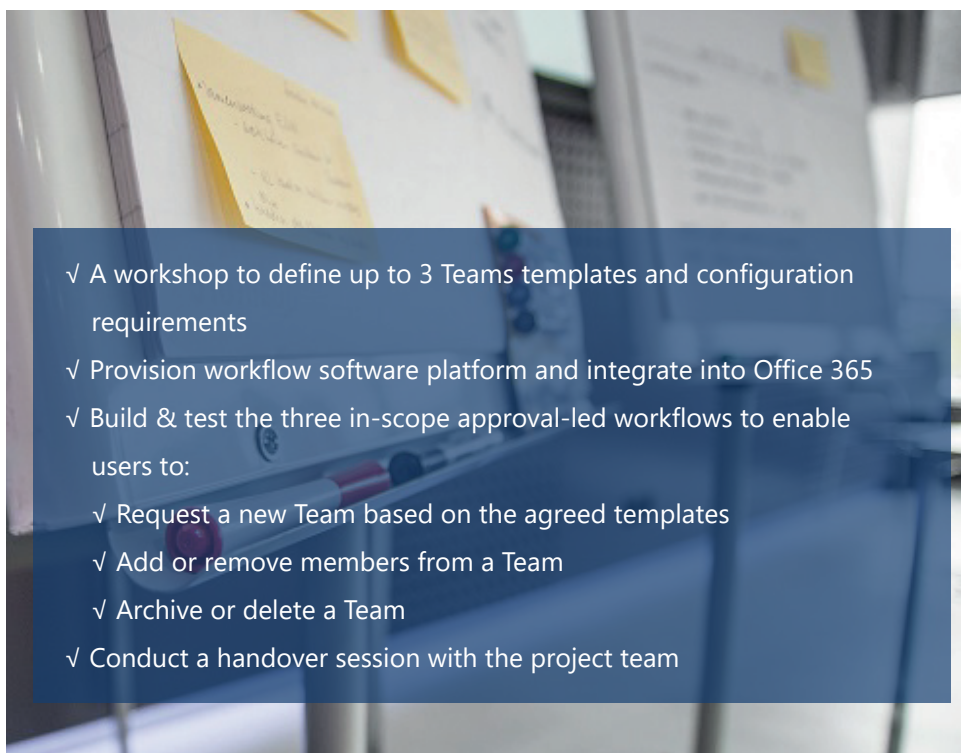 √ A workshop to define up to 3 Teams templates and configuration
requirements
√ Provision workflow software platform and integrate into Office 365
√ Build & test the three in-scope approval-led workflows to enable
users to:
√ Request a new Team based on the agreed templates
√ Add or remove members from a Team
√ Archive or delete a Team
√ Conduct a handover session with the project team